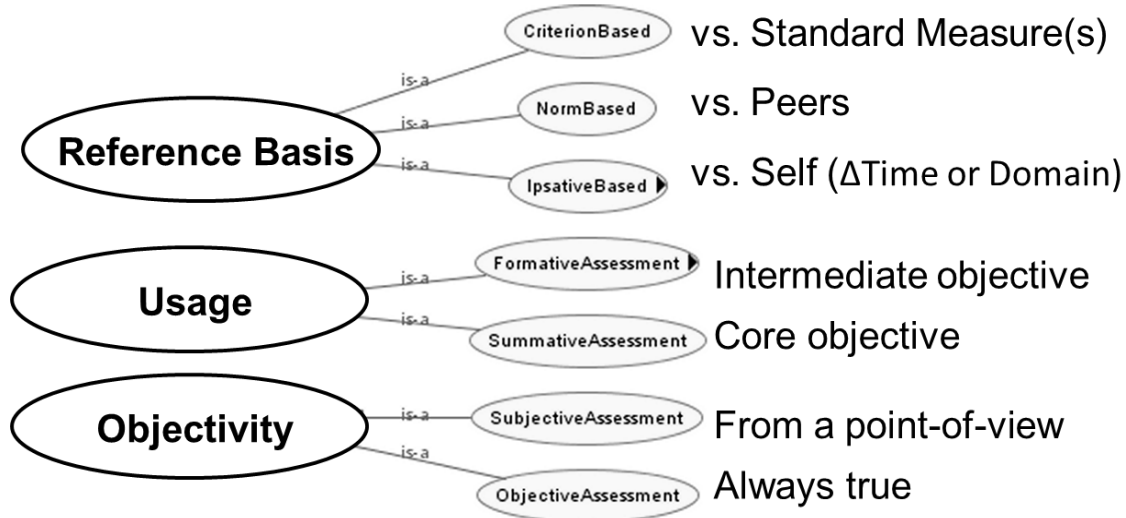 CriterionBased vs. Standard Measure(s)
is-a
NormBased vs. Peers
is-a
Reference Basis
is-a
IpsativeBased vs. Self (ΔTime or Domain)
FormativeAssessment Intermediate objective
is-a
Usage
is-a
SummativeAssessment Core objective
is-a SubjectiveAssessment From a point-of-view
Objectivity
is-a
ObjectiveAssessment Always true